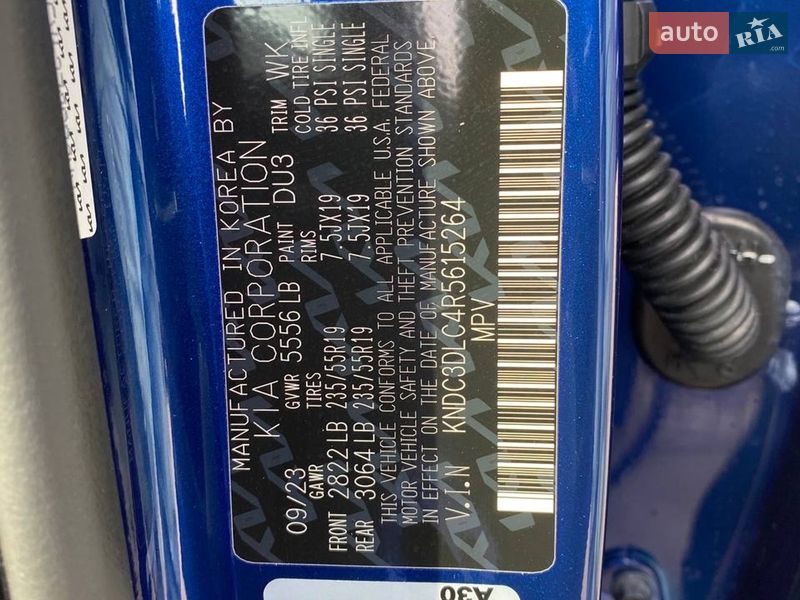 MANUFACTURED IN KOREA BY
KIA CORPORATION
09/23 GVWR 5556 LB PAINT DU3 TRIM WK
GAWR TIRES RIMS COLD TIRE INFL
FRONT 2822 LB 235/55R19 7.5JX19 36 PSI SINGLE
REAR 3064 LB 235/55R19 7.5JX19 36 PSI SINGLE
THIS VEHICLE CONFORMS TO ALL APPLICABLE U.S.A. FEDERAL
MOTOR VEHICLE SAFETY AND THEFT PREVENTION STANDARDS
IN EFFECT ON THE DATE OF MANUFACTURE SHOWN ABOVE.
V.I.N KNDC3DLC4R5615264
MPV
A30
auto RIA
.com